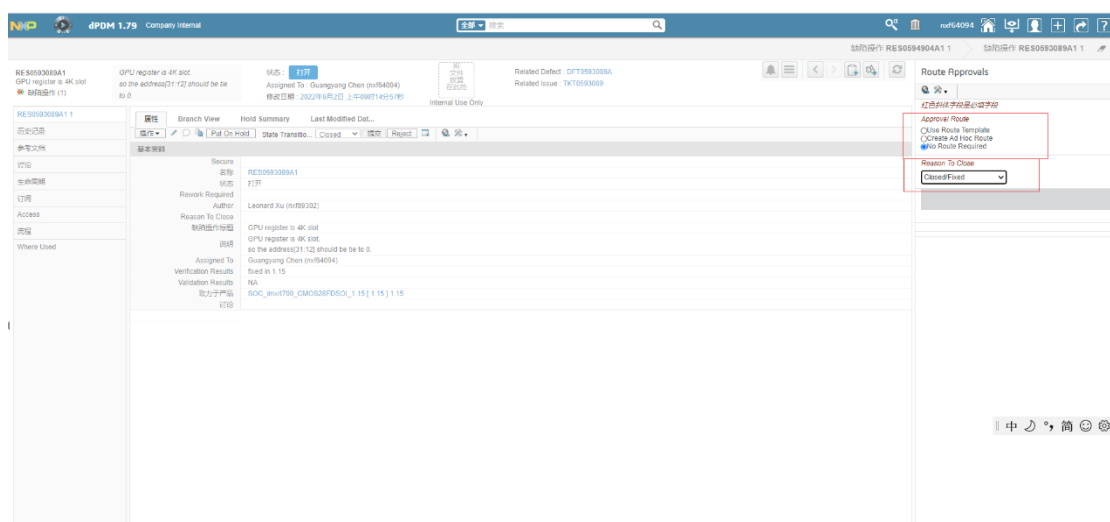 NXP dPDM 1.79 Company Internal 全部 搜索 nxf64094
缺陷操作 RES0594904A1 1 缺陷操作 RES0593089A1 1
RES0593089A1
GPU register is 4K slot
缺陷操作 (1)
GPU register is 4K slot.
so the address[31:12] should be tie
to 0.
状态 : 打开
Assigned To : Guangyang Chen (nxf64094)
修改日期 : 2022年8月2日 上午09时14分57秒
文件
放置
在此处
Internal Use Only
Related Defect : DFT0593089A
Related Issue : TKT0593089
Route Approvals
红色斜体字段是必填字段
Approval Route
Use Route Template
Create Ad Hoc Route
No Route Required
Reason To Close
Closed/Fixed
RES0593089A1 1
历史记录
参考文档
讨论
生命周期
订阅
Access
流程
Where Used
属性 Branch View Hold Summary Last Modified Dat...
操作 Put On Hold State Transitio... Closed 提交 Reject
基本资料
Secure
名称 RES0593089A1
状态 打开
Rework Required
Author Leonard Xu (nxf89302)
Reason To Close
缺陷操作标题 GPU register is 4K slot
说明 GPU register is 4K slot.
so the address[31:12] should be tie to 0.
Assigned To Guangyang Chen (nxf64094)
Verification Results fixed in 1.15
Validation Results NA
致力于产品 SOC_imxrt700_CMOS28FDSOI_1.15 [ 1.15 ] 1.15
讨论
中 简